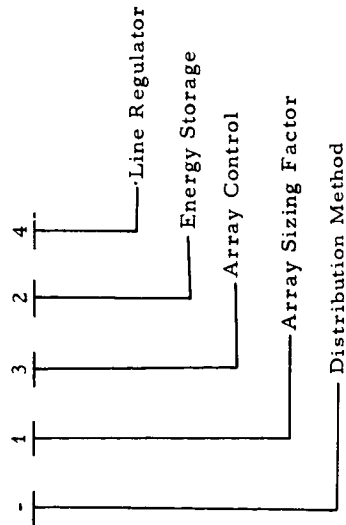 - 1 3 2 4
Line Regulator
Energy Storage
Array Control
Array Sizing Factor
Distribution Method